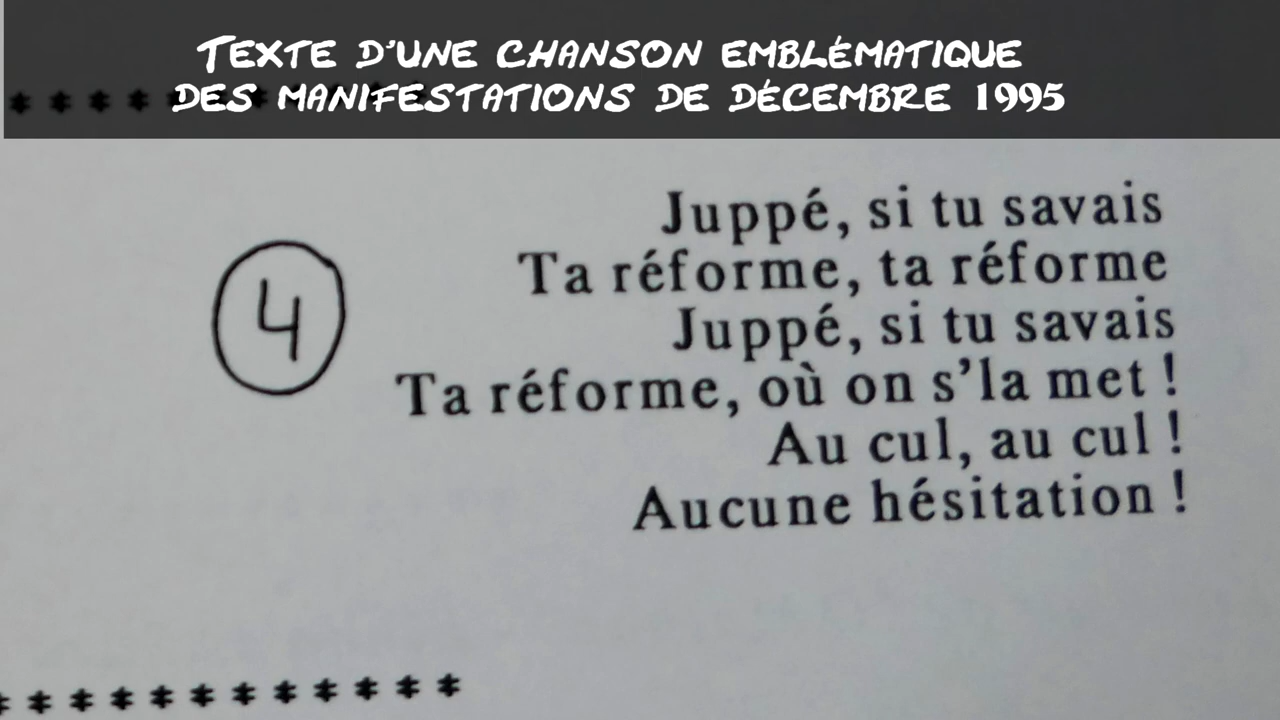 Texte d'une chanson emblématique
des manifestations de décembre 1995
4
Juppé, si tu savais
Ta réforme, ta réforme
Juppé, si tu savais
Ta réforme, où on s'la met !
Au cul, au cul !
Aucune hésitation !